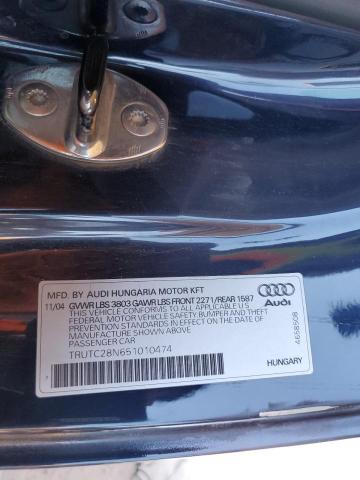 MFD. BY AUDI HUNGARIA MOTOR KFT
11/04 GVWR LBS 3803 GAWR LBS FRONT 2271/REAR 1587
THIS VEHICLE CONFORMS TO ALL APPLICABLE U.S.
FEDERAL MOTOR VEHICLE SAFETY, BUMPER AND THEFT
PREVENTION STANDARDS IN EFFECT ON THE DATE OF
MANUFACTURE SHOWN ABOVE
PASSENGER CAR
TRUTC28N651010474
Audi
4658508
HUNGARY